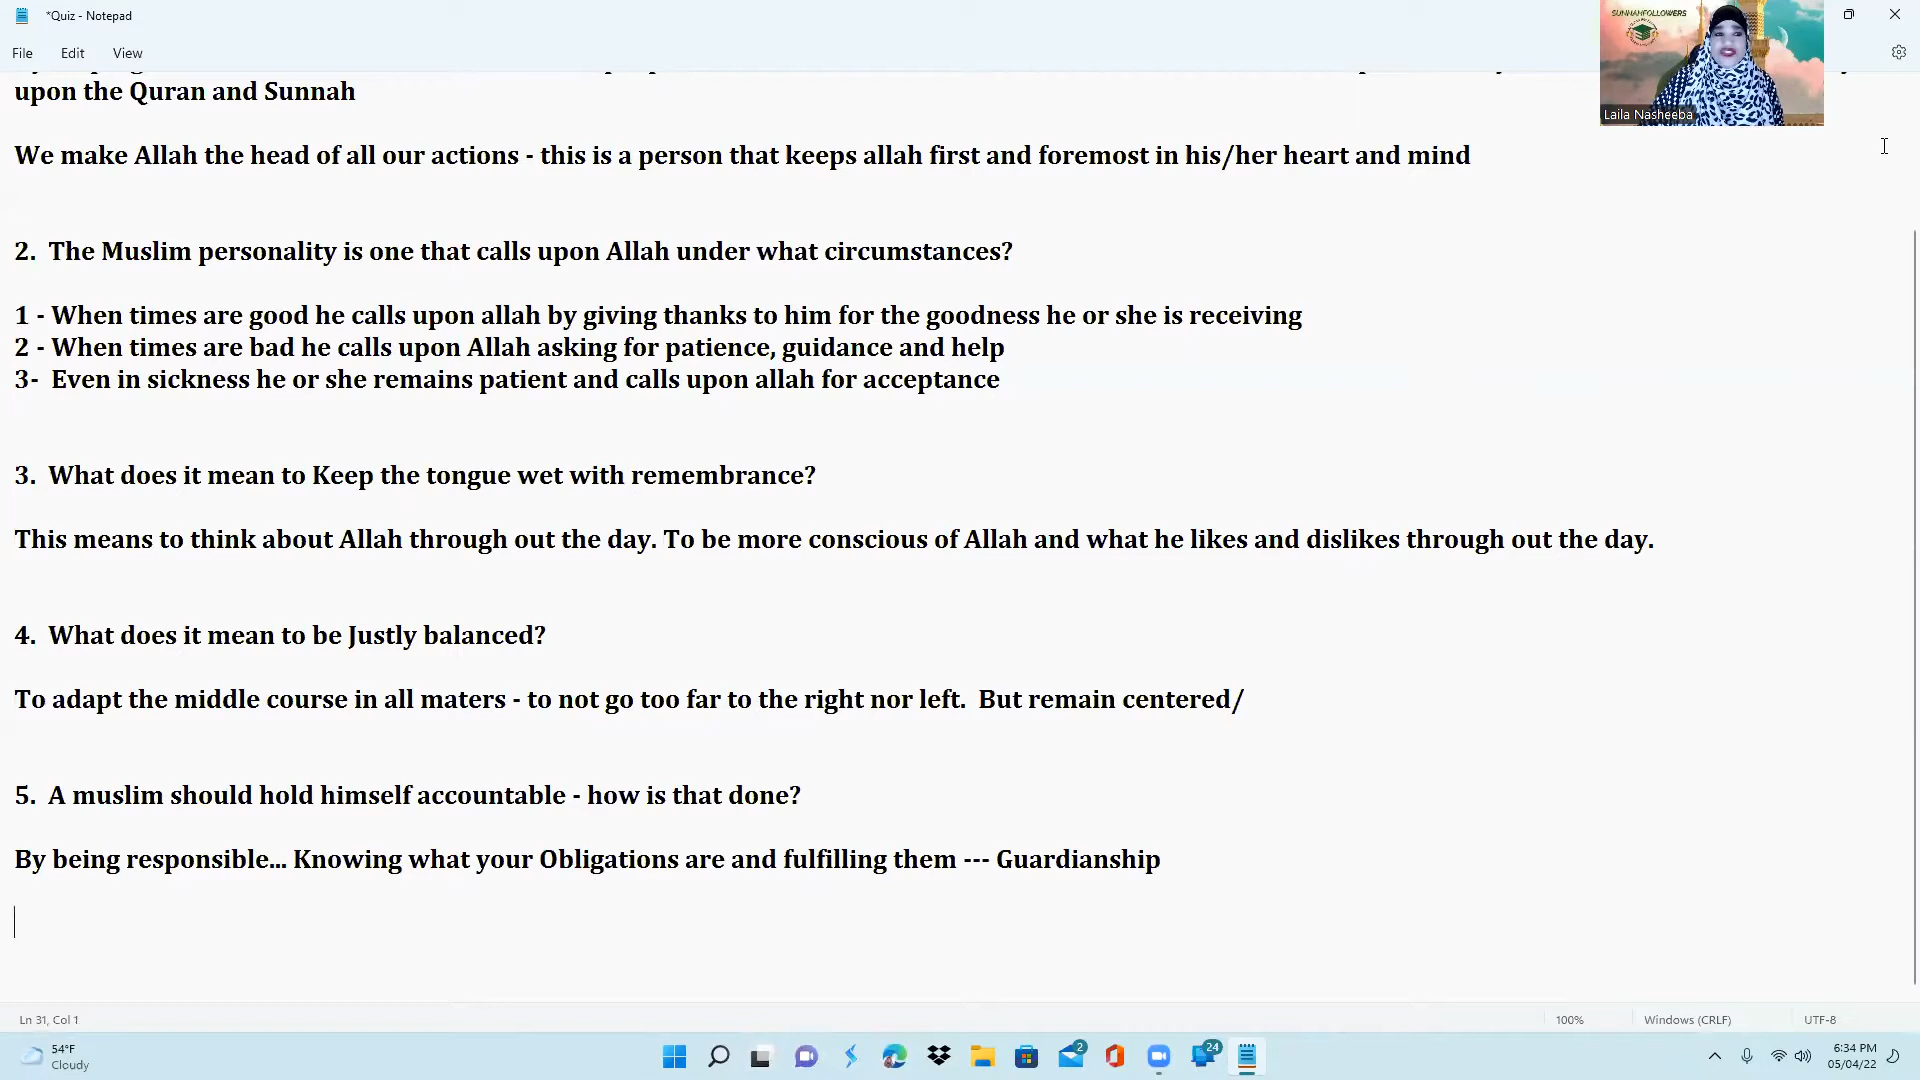 *Quiz - Notepad
File Edit View
SUNNAHFOLLOWERS
Laila Nasheeba
upon the Quran and Sunnah
We make Allah the head of all our actions - this is a person that keeps allah first and foremost in his/her heart and mind
2. The Muslim personality is one that calls upon Allah under what circumstances?
1 - When times are good he calls upon allah by giving thanks to him for the goodness he or she is receiving
2 - When times are bad he calls upon Allah asking for patience, guidance and help
3- Even in sickness he or she remains patient and calls upon allah for acceptance
3. What does it mean to Keep the tongue wet with remembrance?
This means to think about Allah through out the day. To be more conscious of Allah and what he likes and dislikes through out the day.
4. What does it mean to be Justly balanced?
To adapt the middle course in all maters - to not go too far to the right nor left. But remain centered/
5. A muslim should hold himself accountable - how is that done?
By being responsible... Knowing what your Obligations are and fulfilling them --- Guardianship
Ln 31, Col 1 100% Windows (CRLF) UTF-8
54°F
Cloudy
2
24
6:34 PM
05/04/22